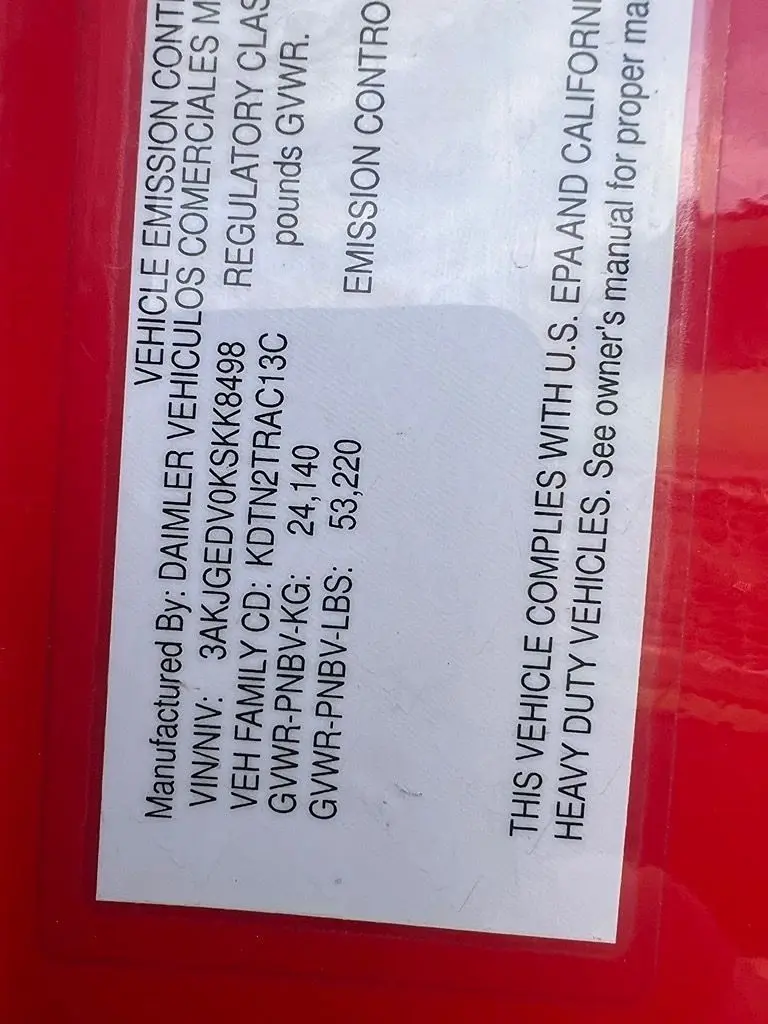 VEHICLE EMISSION CONT
Manufactured By: DAIMLER VEHICULOS COMERCIALES M
VIN/NIV: 3AKJGEDV0KSKK8498
REGULATORY CLAS
VEH FAMILY CD: KDTN2TRAC13C
pounds GVWR.
GVWR-PNBV-KG: 24,140
GVWR-PNBV-LBS: 53,220
EMISSION CONTRO
THIS VEHICLE COMPLIES WITH U.S. EPA AND CALIFORNI
HEAVY DUTY VEHICLES. See owner's manual for proper ma